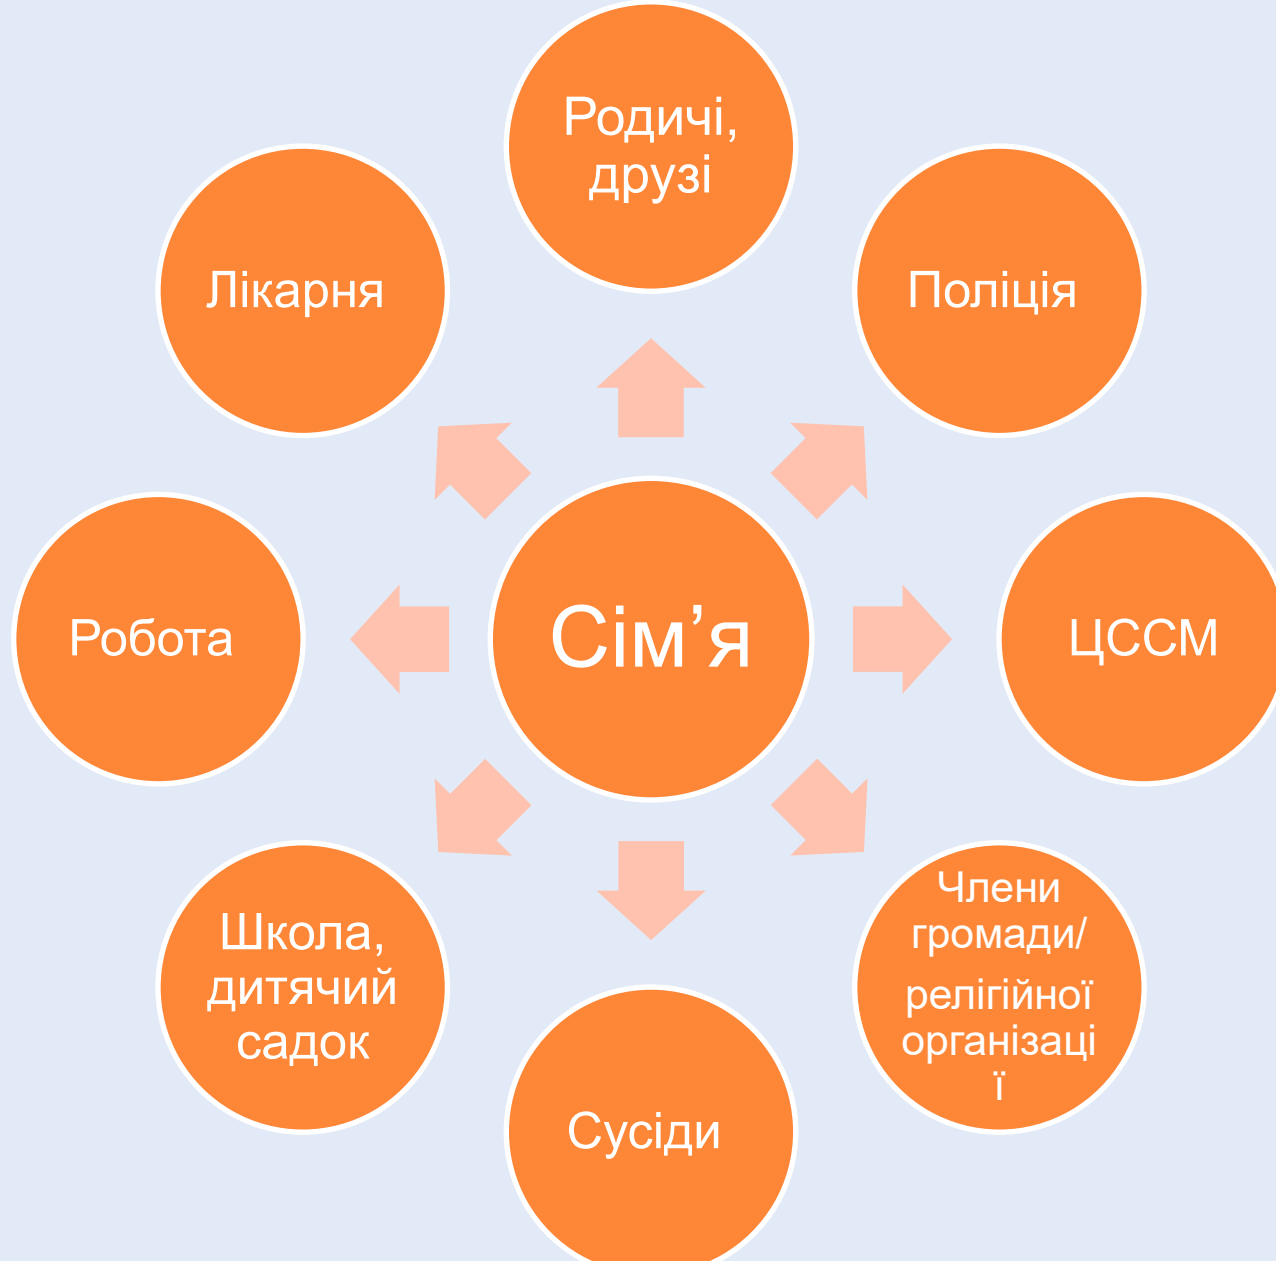 Родичі,
друзі
Лікарня
Поліція
Робота
Сім’я
ЦССМ
Школа,
дитячий
садок
Члени
громади/
релігійної
організаці
ї
Сусіди